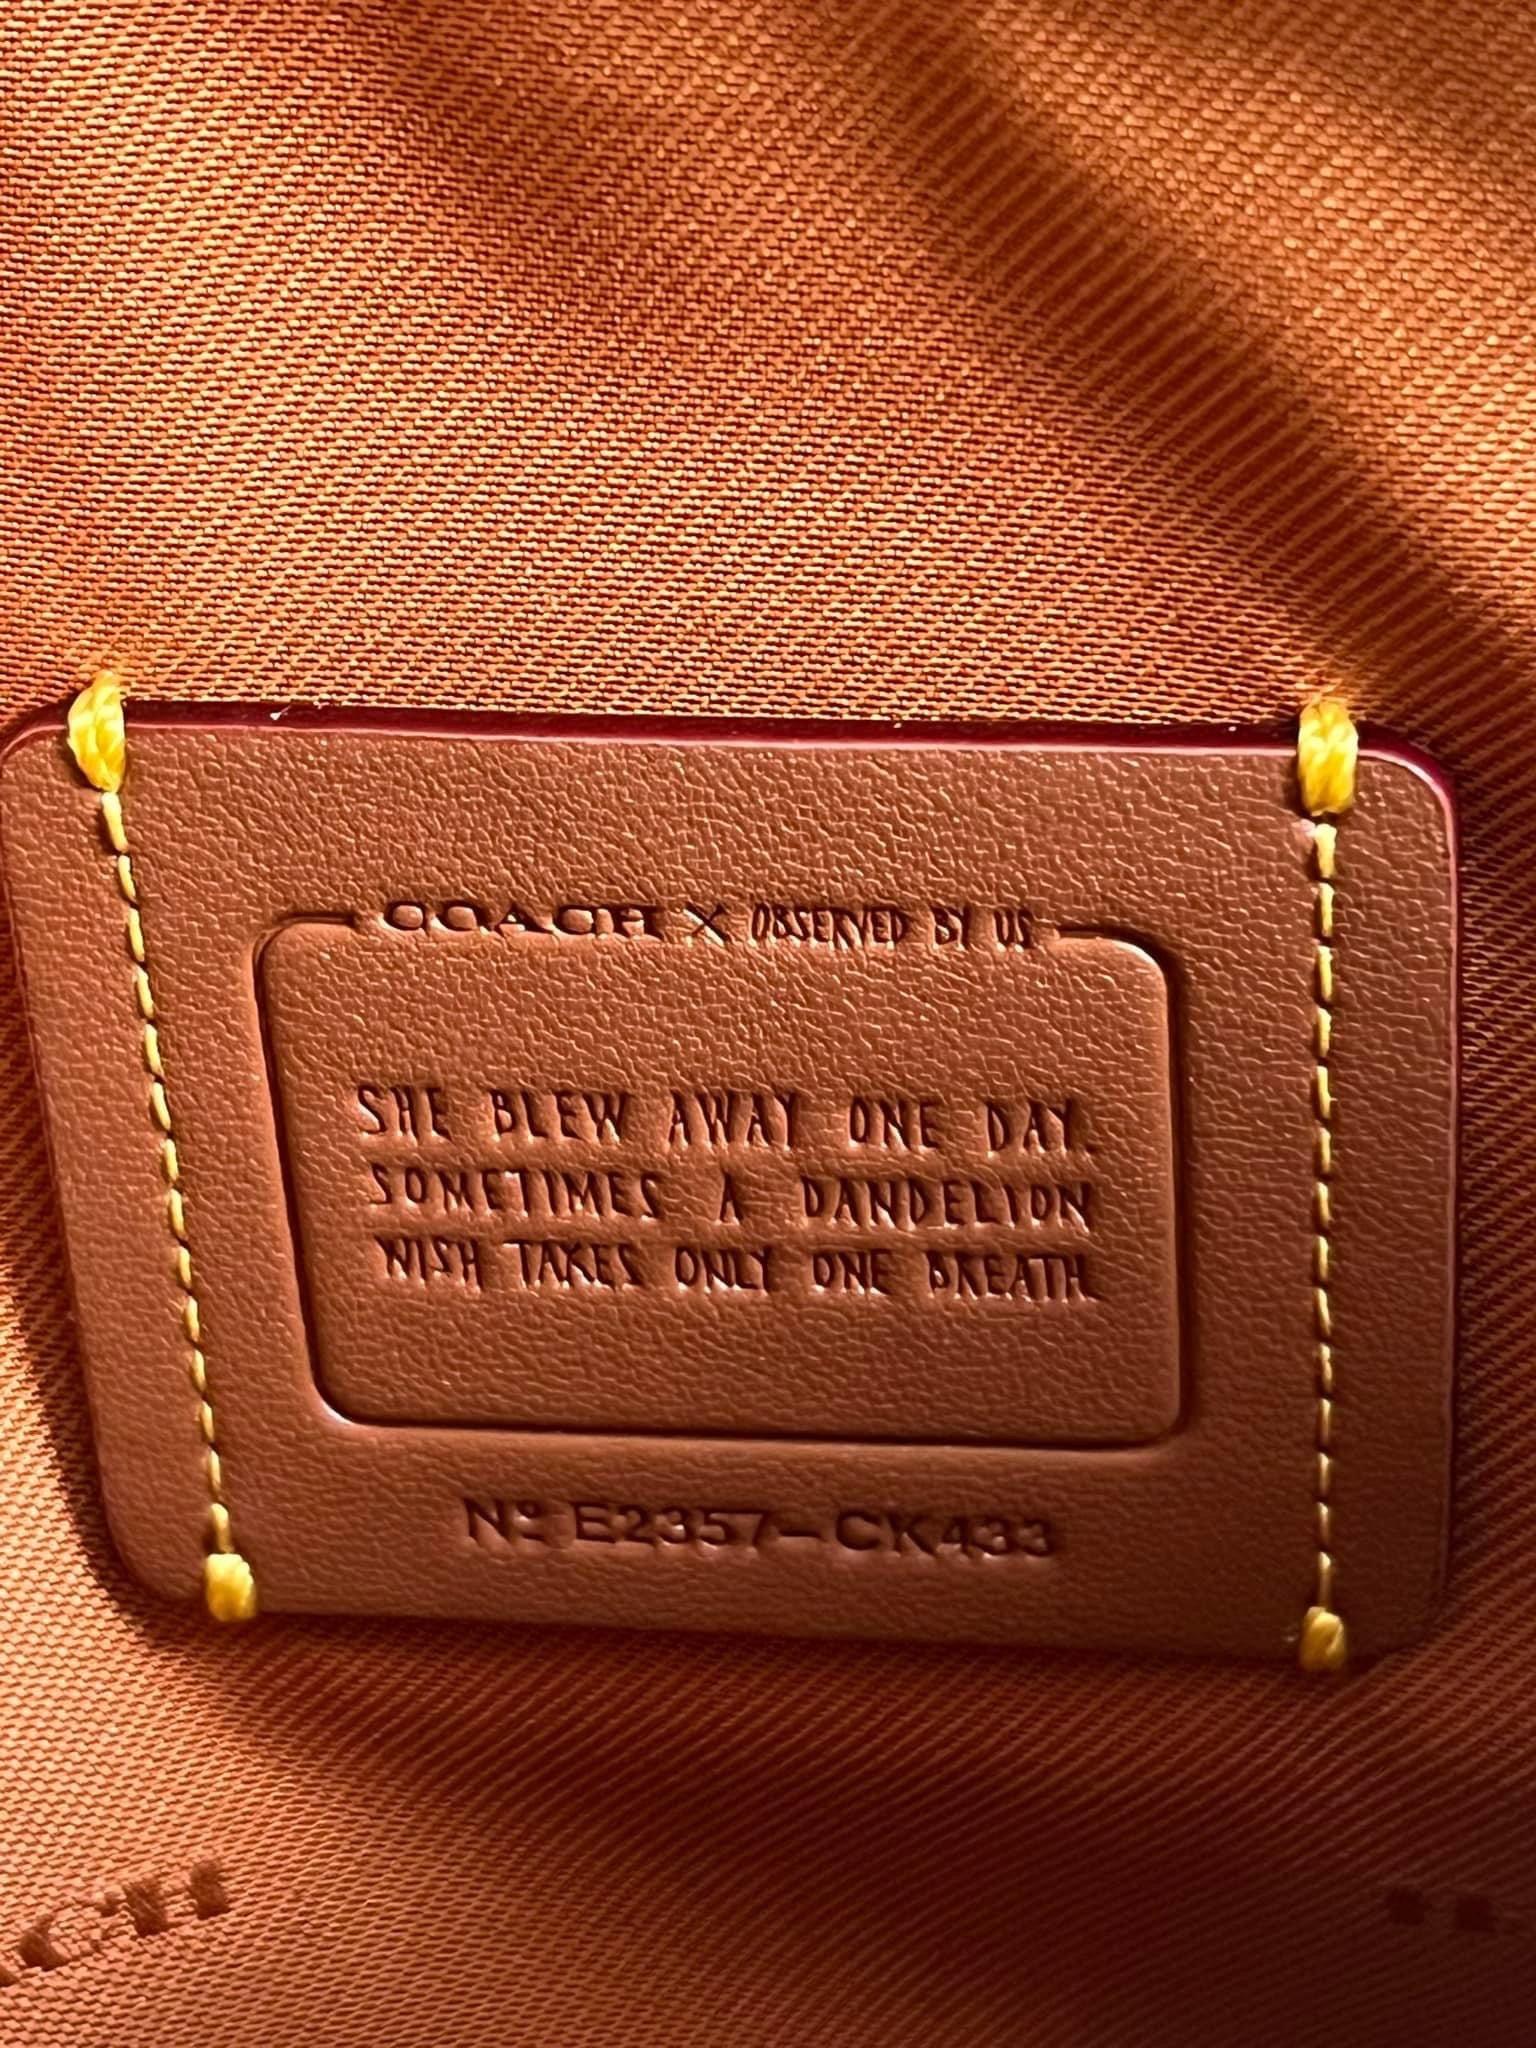 COACH X OBSERVED BY US
SHE BLEW AWAY ONE DAY.
SOMETIMES A DANDELION
WISH TAKES ONLY ONE BREATH.
Nº E2357-CK433